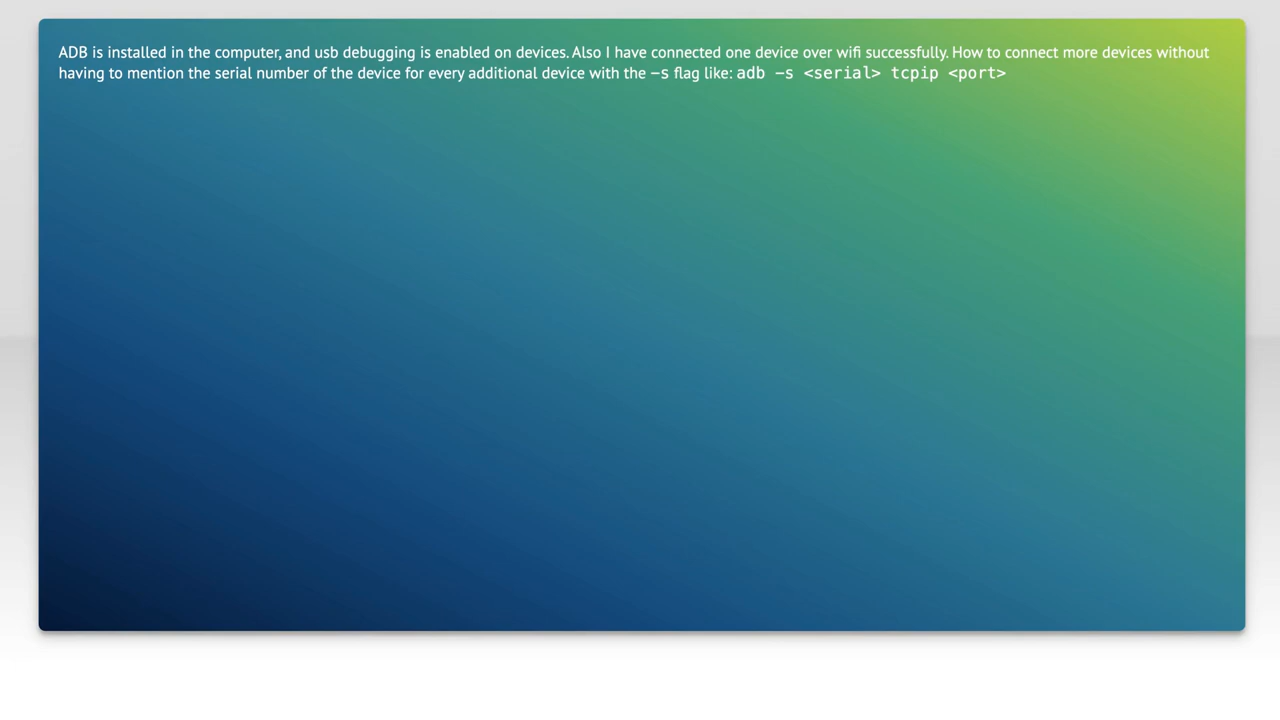 ADB is installed in the computer, and usb debugging is enabled on devices. Also I have connected one device over wifi successfully. How to connect more devices without
having to mention the serial number of the device for every additional device with the –s flag like: adb –s <serial> tcpip <port>